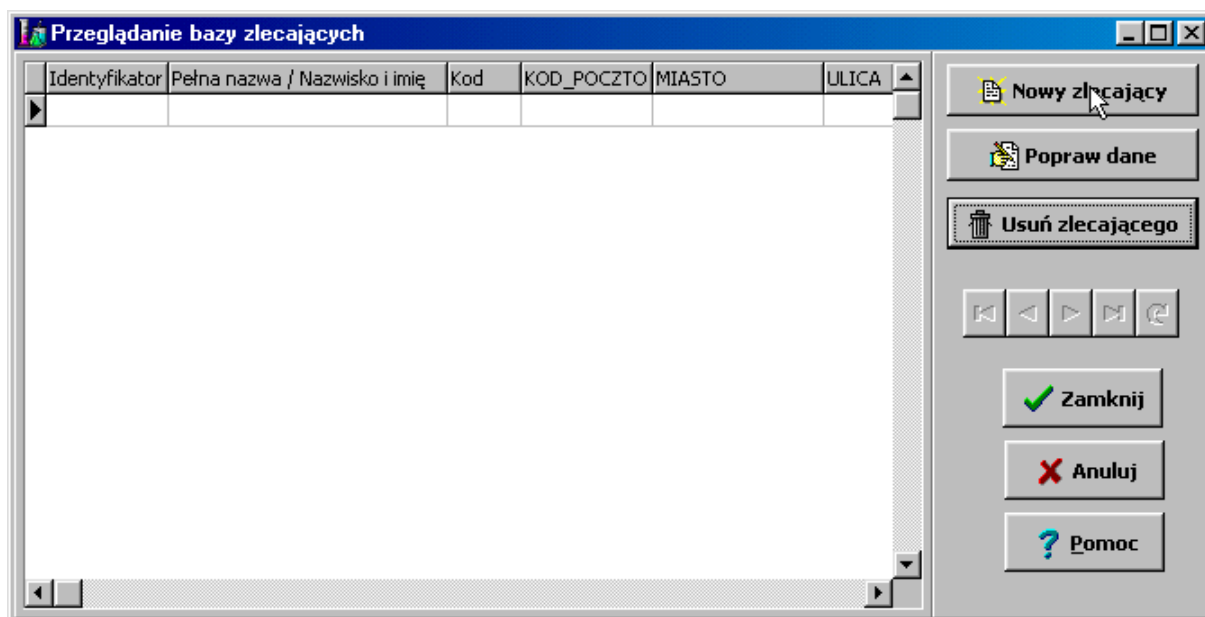 Przeglądanie bazy zlecających
Identyfikator Pełna nazwa / Nazwisko i imię Kod KOD_POCZTO MIASTO ULICA
Nowy zlecający
Popraw dane
Usuń zlecającego
Zamknij
Anuluj
Pomoc